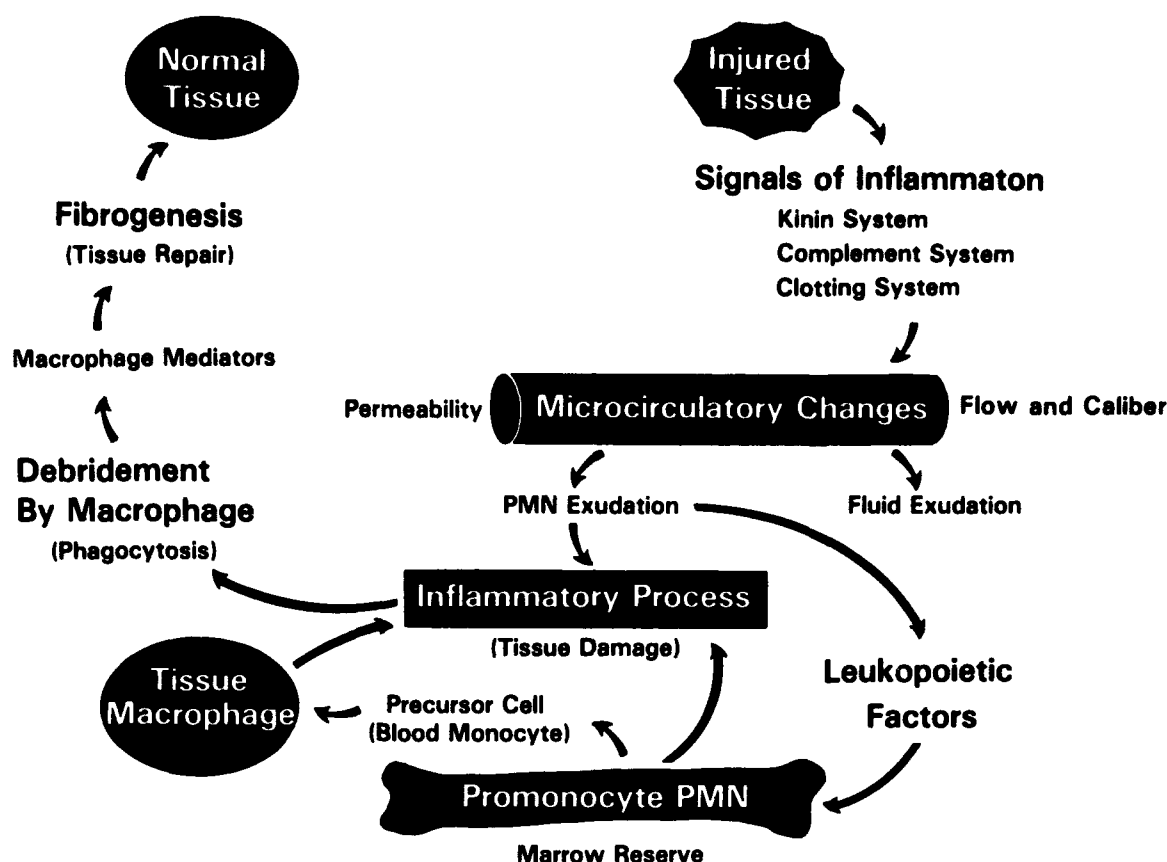 Normal
Tissue
Injured
Tissue
Signals of Inflammaton
Kinin System
Complement System
Clotting System
Fibrogenesis
(Tissue Repair)
Macrophage Mediators
Permeability
Microcirculatory Changes
Flow and Caliber
Debridement
By Macrophage
(Phagocytosis)
PMN Exudation
Fluid Exudation
Inflammatory Process
(Tissue Damage)
Tissue
Macrophage
Precursor Cell
(Blood Monocyte)
Leukopoietic
Factors
Promonocyte PMN
Marrow Reserve